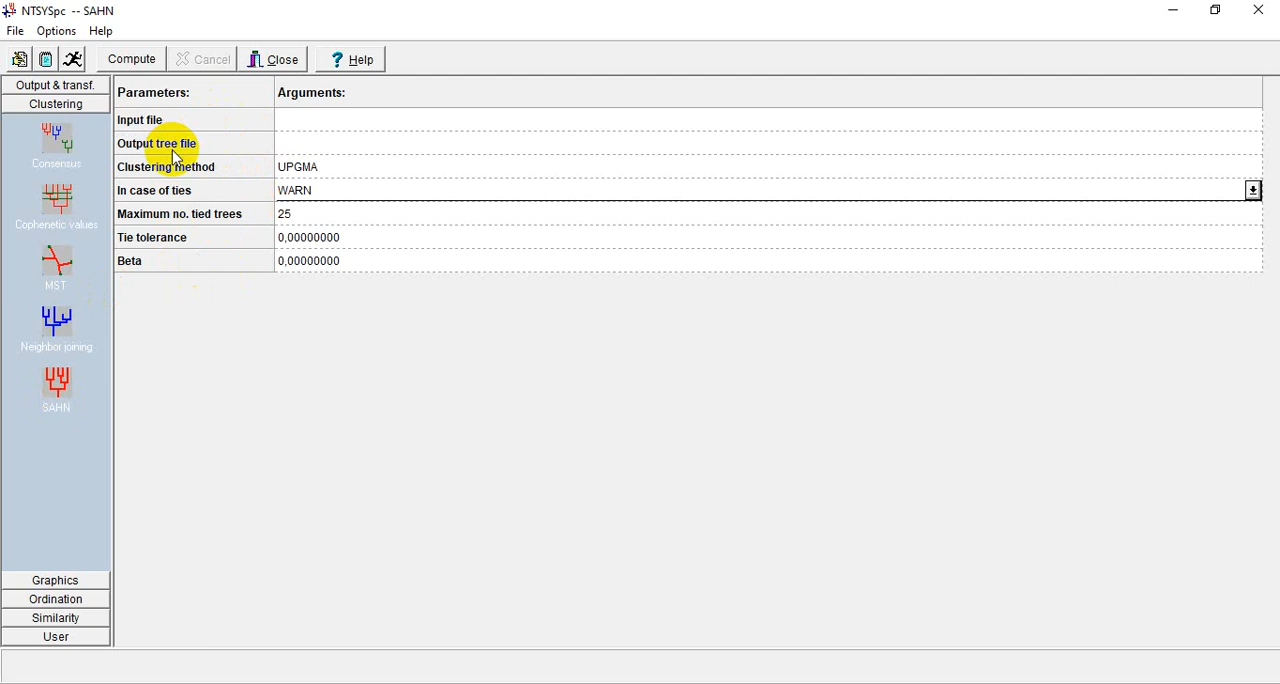 NTSYSpc -- SAHN
File Options Help
Compute Cancel Close Help
Output & transf.
Clustering
Consensus
Cophenetic values
MST
Neighbor joining
SAHN
Graphics
Ordination
Similarity
User
Parameters: Arguments:
Input file
Output tree file
Clustering method UPGMA
In case of ties WARN
Maximum no. tied trees 25
Tie tolerance 0,00000000
Beta 0,00000000